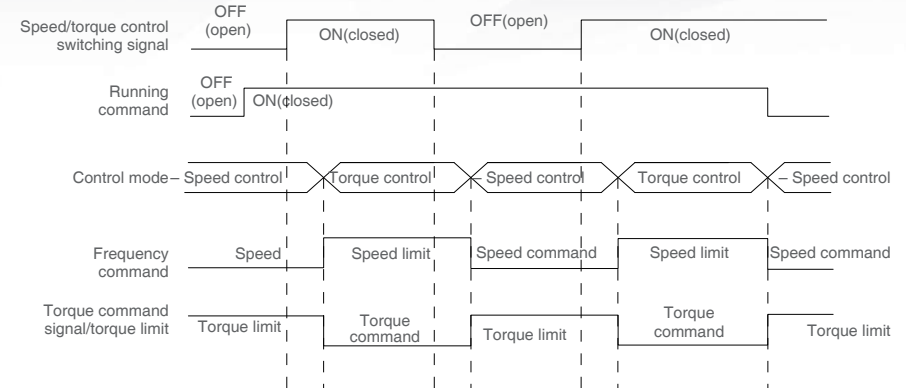 OFF
(open)
OFF(open)
Speed/torque control
switching signal
ON(closed)
ON(closed)
OFF
(open)
Running
command
ON(closed)
Control mode
– Speed control
Torque control
– Speed control
Torque control
– Speed control
Frequency
command
Speed
Speed limit
Speed command
Speed limit
Speed command
Torque command
signal/torque limit
Torque limit
Torque
command
Torque limit
Torque
command
Torque limit